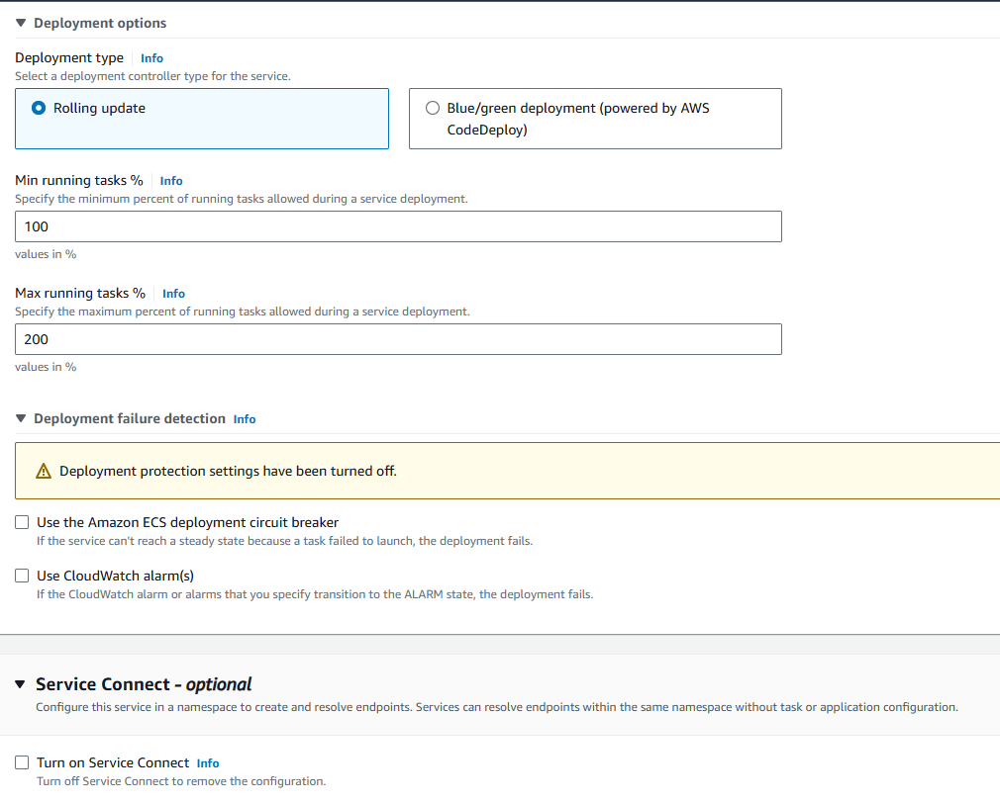 Deployment options
Deployment type Info
Select a deployment controller type for the service.
Rolling update
Blue/green deployment (powered by AWS
CodeDeploy)
Min running tasks % Info
Specify the minimum percent of running tasks allowed during a service deployment.
100
values in %
Max running tasks % Info
Specify the maximum percent of running tasks allowed during a service deployment.
200
values in %
Deployment failure detection Info
Deployment protection settings have been turned off.
Use the Amazon ECS deployment circuit breaker
If the service can't reach a steady state because a task failed to launch, the deployment fails.
Use CloudWatch alarm(s)
If the CloudWatch alarm or alarms that you specify transition to the ALARM state, the deployment fails.
Service Connect - optional
Configure this service in a namespace to create and resolve endpoints. Services can resolve endpoints within the same namespace without task or application configuration.
Turn on Service Connect Info
Turn off Service Connect to remove the configuration.